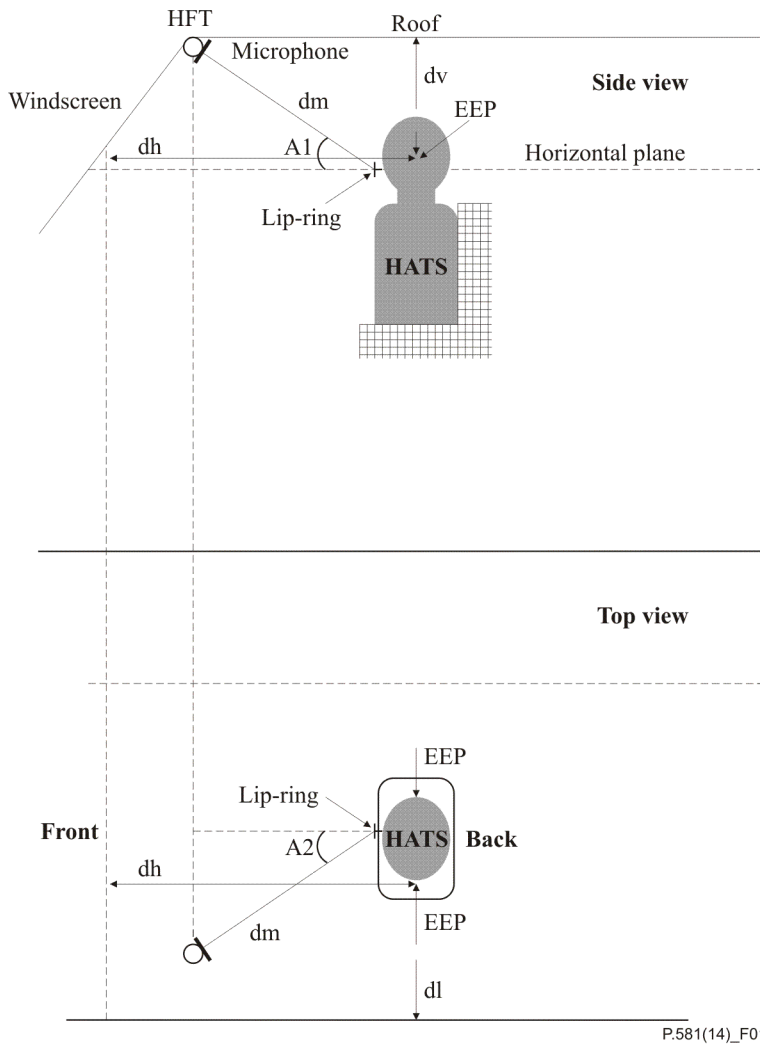 HFT
Roof
Microphone
dv
Side view
Windscreen
dm
EEP
dh
A1
Horizontal plane
Lip-ring
HATS
Top view
EEP
Lip-ring
Front
HATS
Back
A2
dh
EEP
dm
dl
P.581(14)_F01